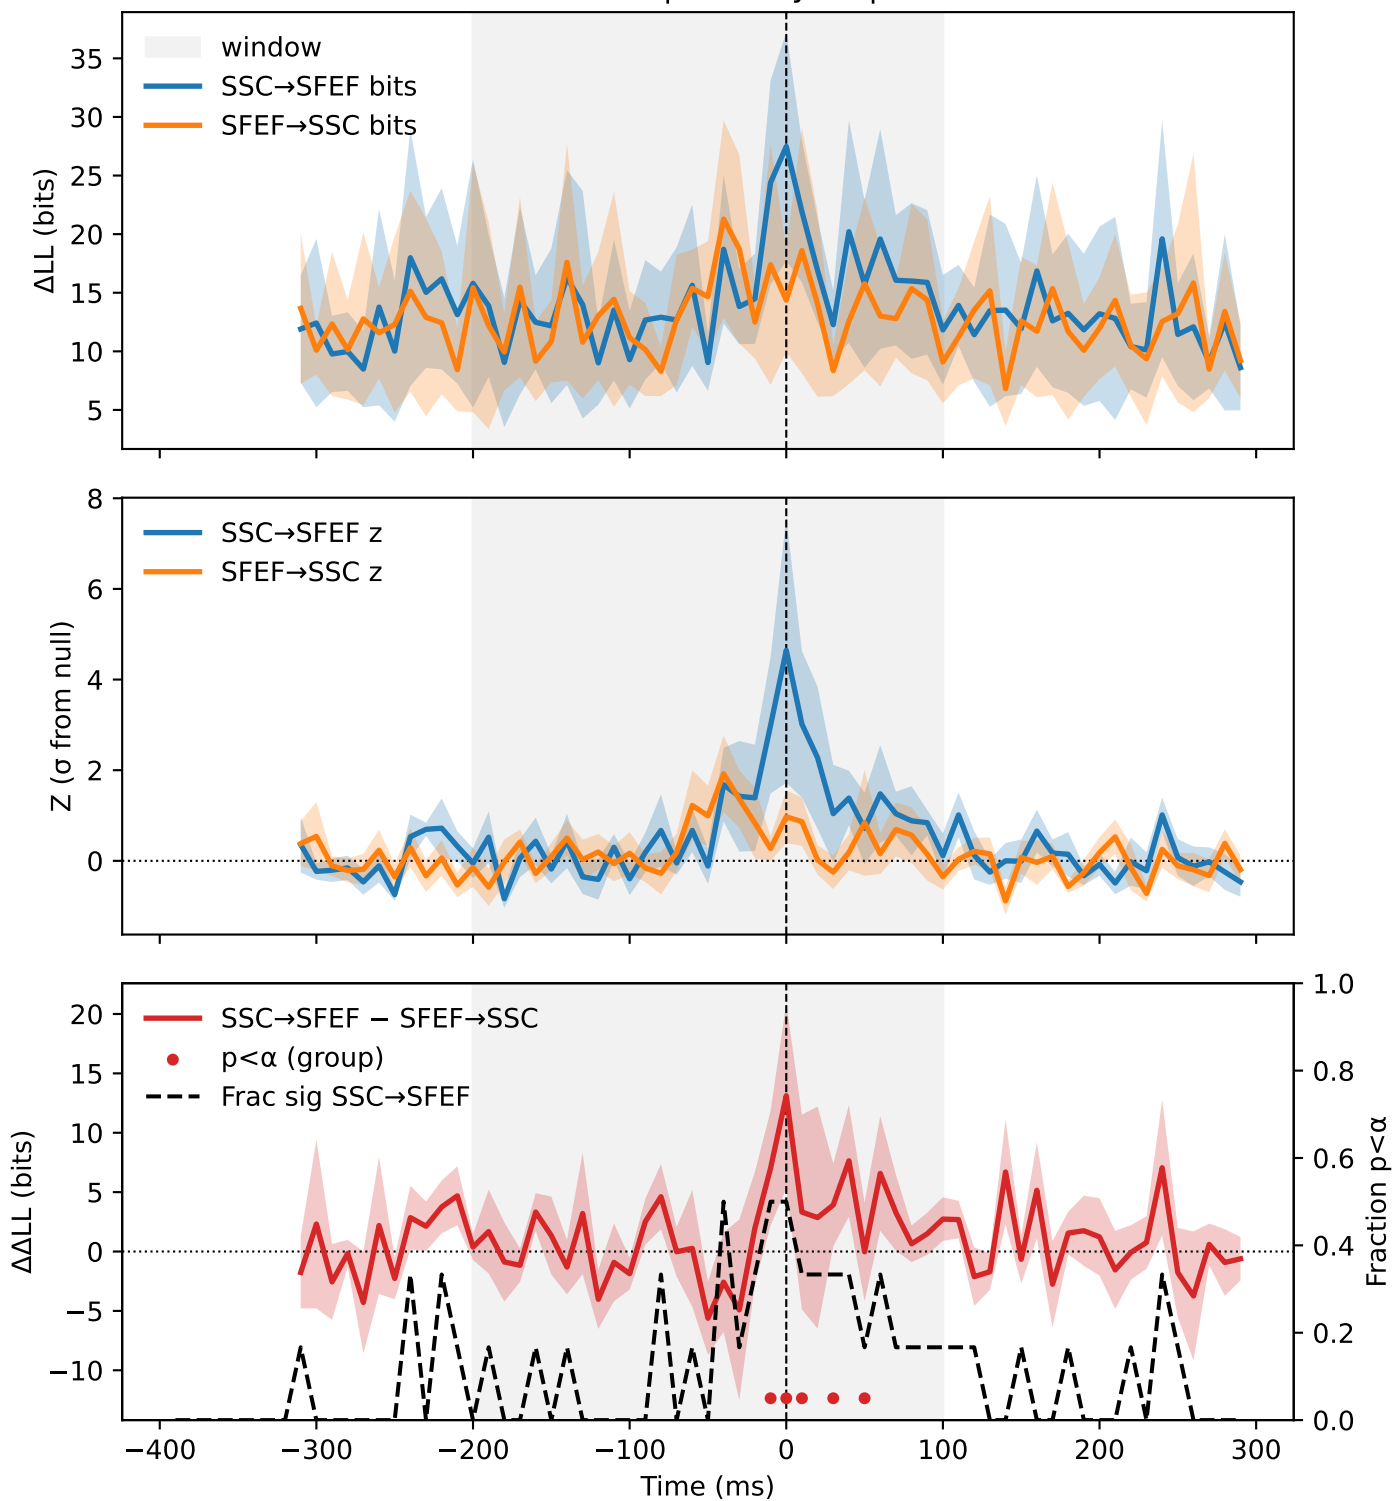 window
SSC→SFEF bits
SFEF→SSC bits
ΔLL (bits)
35
30
25
20
15
10
5
SSC→SFEF z
SFEF→SSC z
Z (σ from null)
8
6
4
2
0
SSC→SFEF − SFEF→SSC
p<α (group)
Frac sig SSC→SFEF
ΔΔLL (bits)
20
15
10
5
0
−5
−10
1.0
0.8
0.6
0.4
0.2
0.0
Fraction p<α
−400 −300 −200 −100 0 100 200 300
Time (ms)